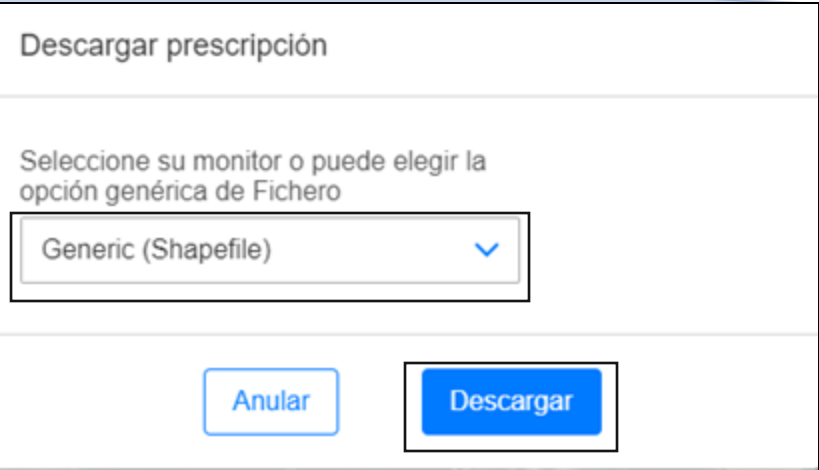 Descargar prescripción
Seleccione su monitor o puede elegir la
opción genérica de Fichero
Generic (Shapefile)
Anular
Descargar